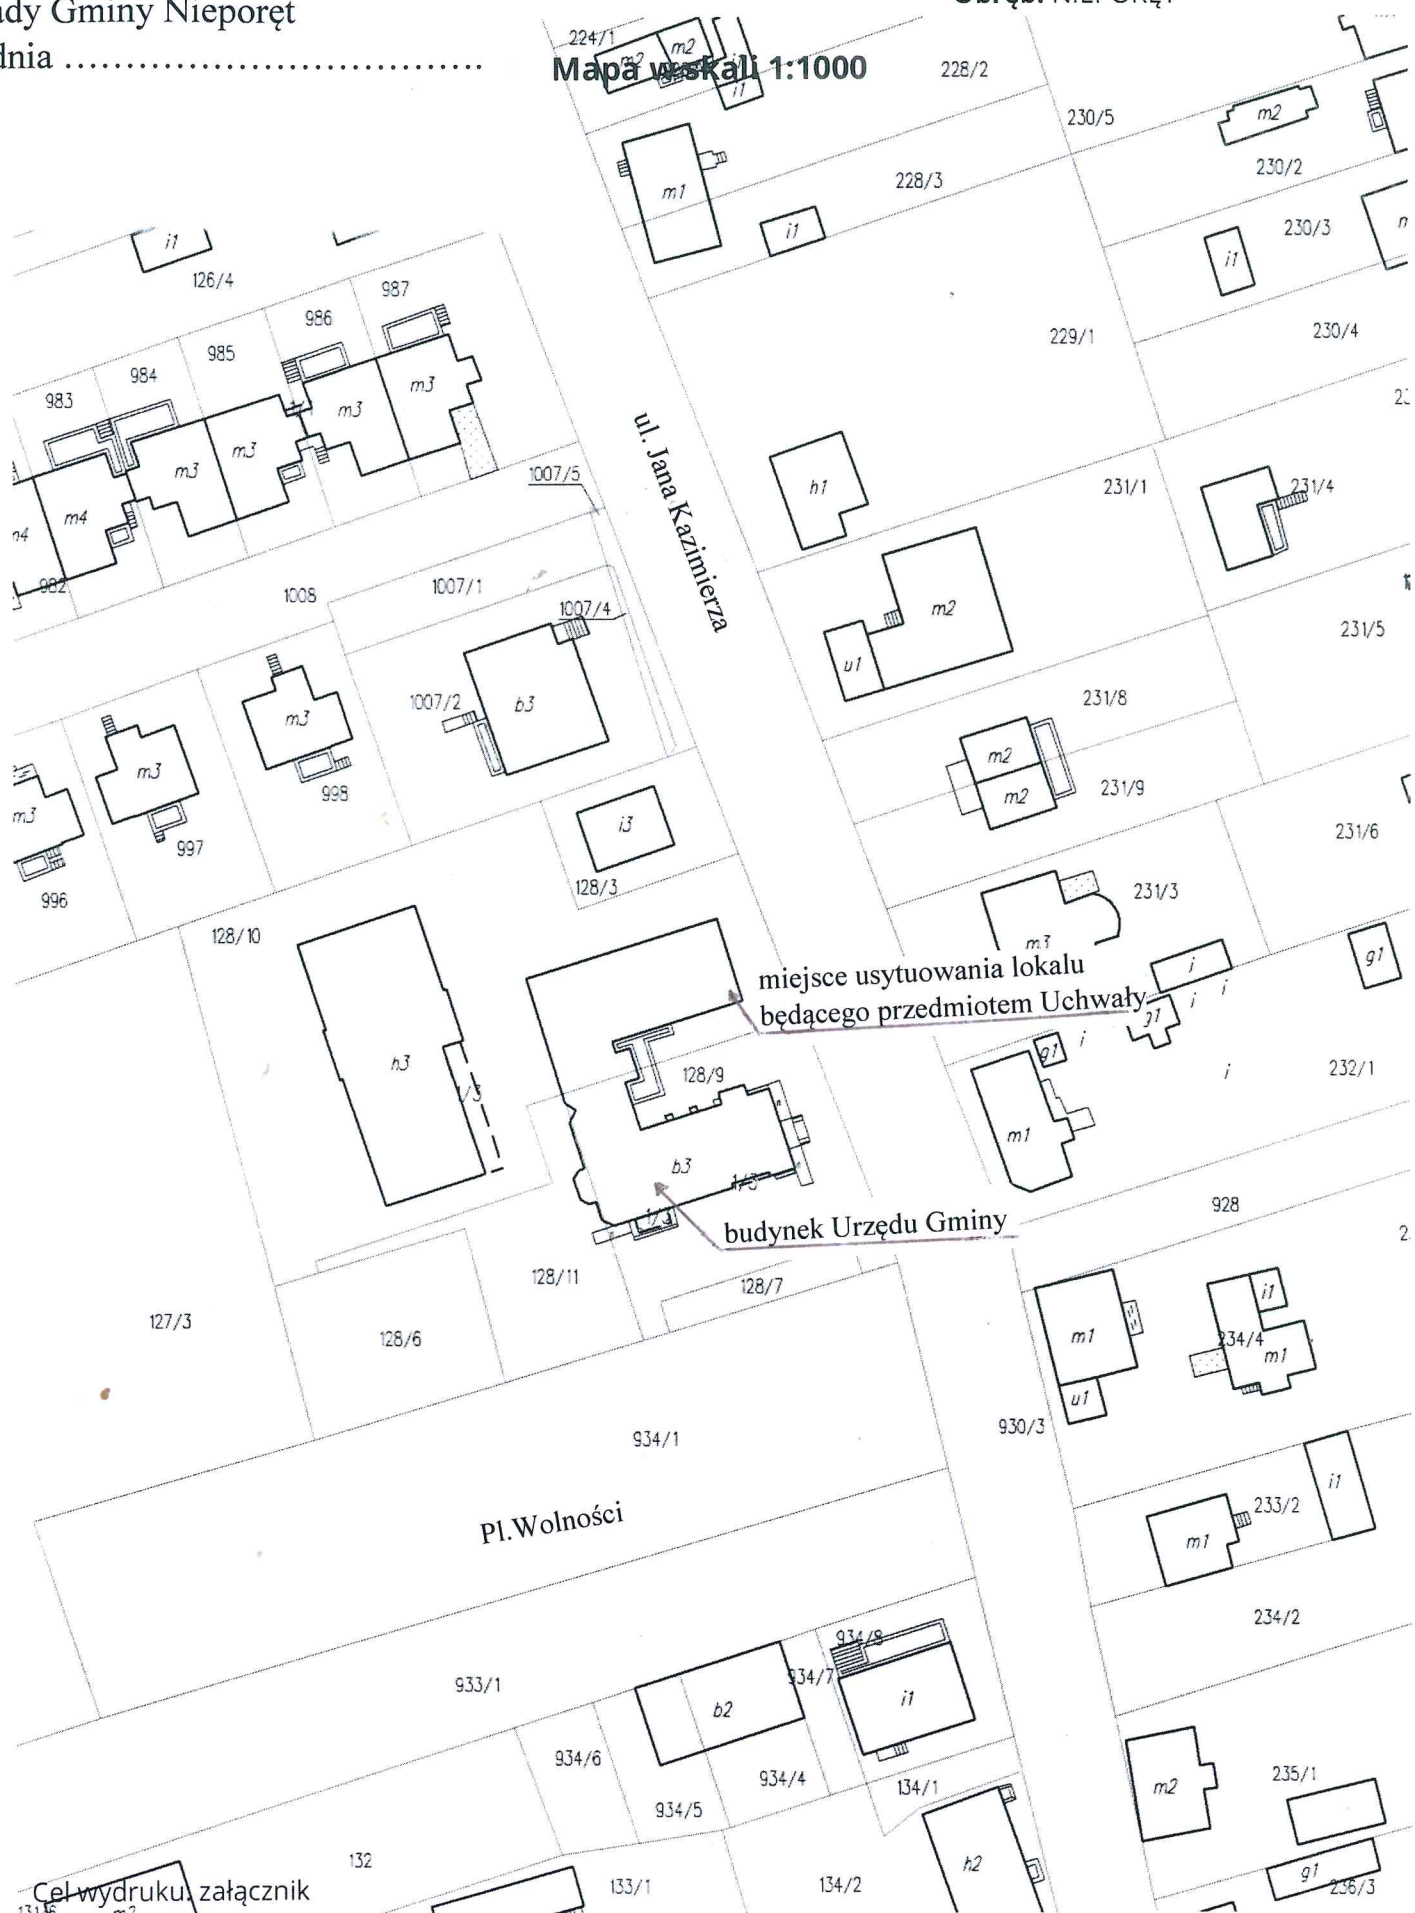 ady Gminy Nieporęt
dnia ……………………………………
Mapa w skali 1:1000
224/1
m2
m2
i1
i1
228/2
230/5
m2
230/2
m1
228/3
i1
230/3
i1
i1
126/4
987
986
985
984
983
229/1
230/4
m3
m3
m3
m3
m4
982
ul. Jana Kazimierza
1007/5
h1
231/1
231/4
1008
1007/1
1007/4
m2
u1
231/5
1007/2
b3
m3
m3
m3
998
997
996
231/8
m2
m2
231/9
231/6
i3
128/3
128/10
231/3
m3
g1
miejsce usytuowania lokalu
będącego przedmiotem Uchwały
i
i
i
g1
g1
i
i
232/1
h3
128/9
m1
b3
1/3
budynek Urzędu Gminy
928
128/11
128/7
127/3
128/6
m1
u1
i1
234/4
m1
934/1
930/3
Pl.Wolności
i1
233/2
m1
234/2
933/1
934/8
934/7
b2
i1
934/6
934/4
934/5
134/1
m2
235/1
132
133/1
134/2
h2
g1
236/3
Cel wydruku: załącznik